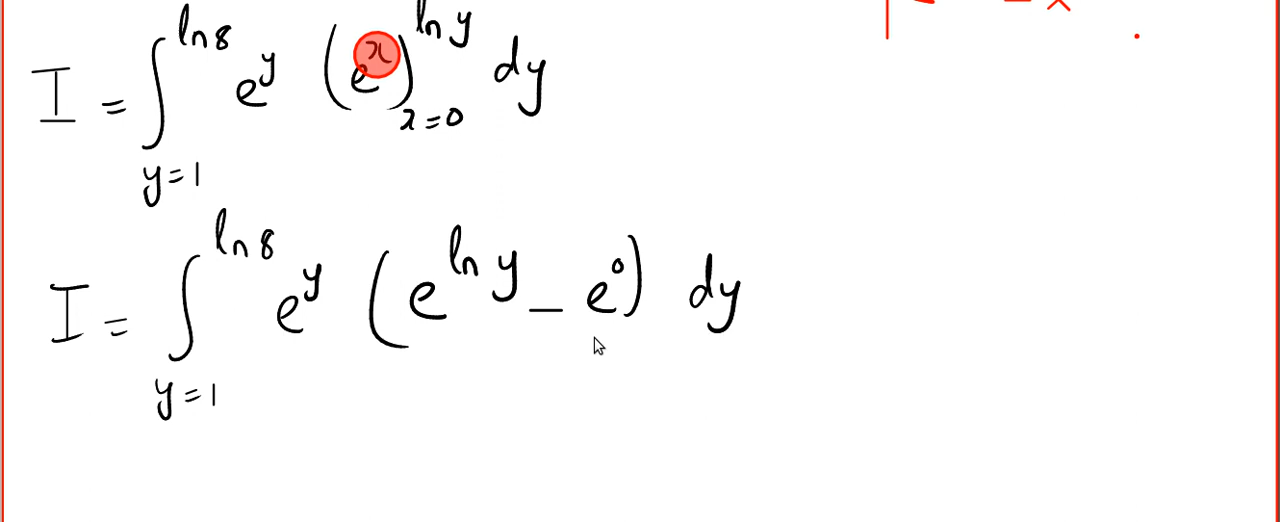 I = ∫_{y=1}^{ln 8} e^y (e^x)_{x=0}^{ln y} dy
I = ∫_{y=1}^{ln 8} e^y (e^{ln y} - e^0) dy